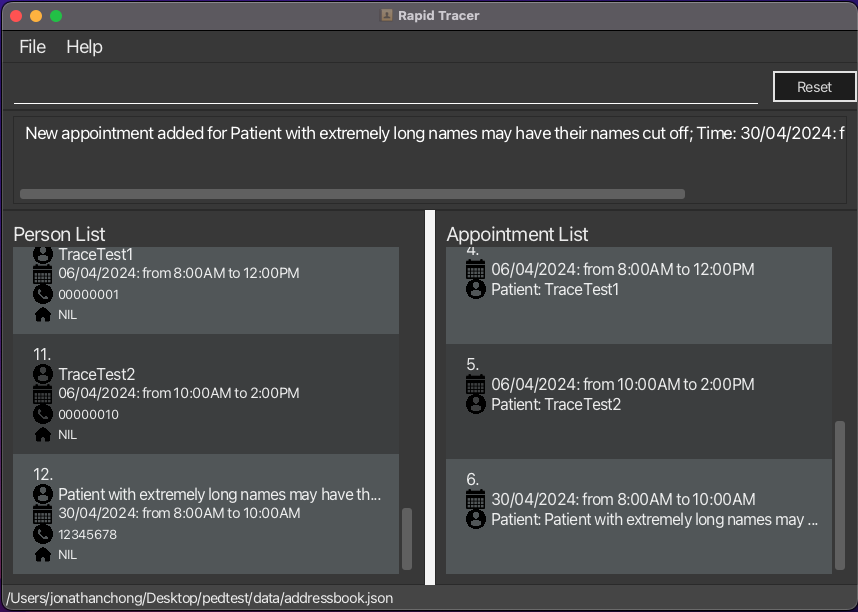 Rapid Tracer
File Help
Reset
New appointment added for Patient with extremely long names may have their names cut off; Time: 30/04/2024: f
Person List
TraceTest1
06/04/2024: from 8:00AM to 12:00PM
00000001
NIL
11.
TraceTest2
06/04/2024: from 10:00AM to 2:00PM
00000010
NIL
12.
Patient with extremely long names may have th...
30/04/2024: from 8:00AM to 10:00AM
12345678
NIL
Appointment List
4.
06/04/2024: from 8:00AM to 12:00PM
Patient: TraceTest1
5.
06/04/2024: from 10:00AM to 2:00PM
Patient: TraceTest2
6.
30/04/2024: from 8:00AM to 10:00AM
Patient: Patient with extremely long names may ...
/Users/jonathanchong/Desktop/pedtest/data/addressbook.json